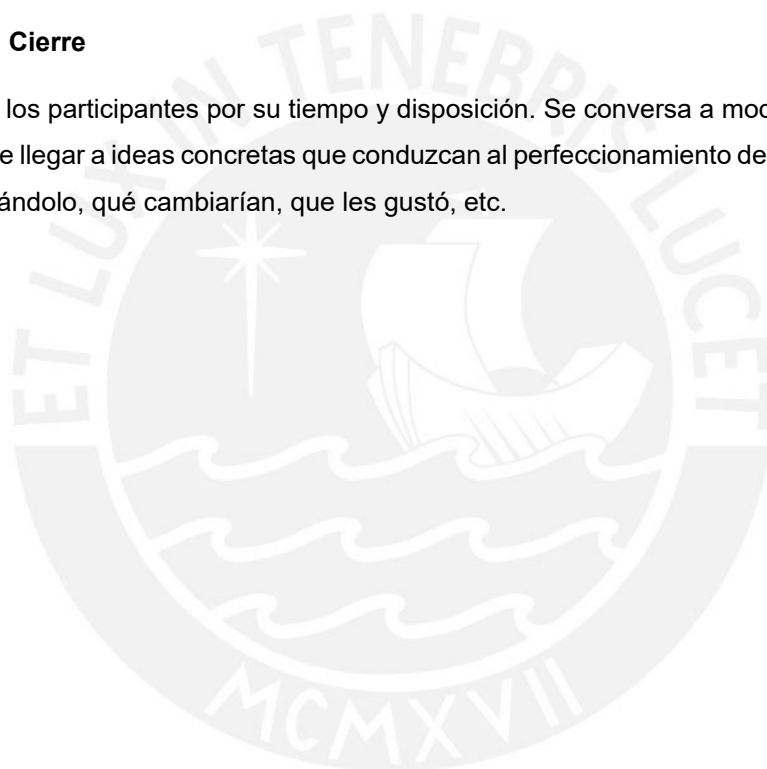 Cierre
los participantes por su tiempo y disposición. Se conversa a mod
e llegar a ideas concretas que conduzcan al perfeccionamiento de
ándolo, qué cambiarían, que les gustó, etc.
ET LUX IN TENEBRIS LUCET
MCMXVII